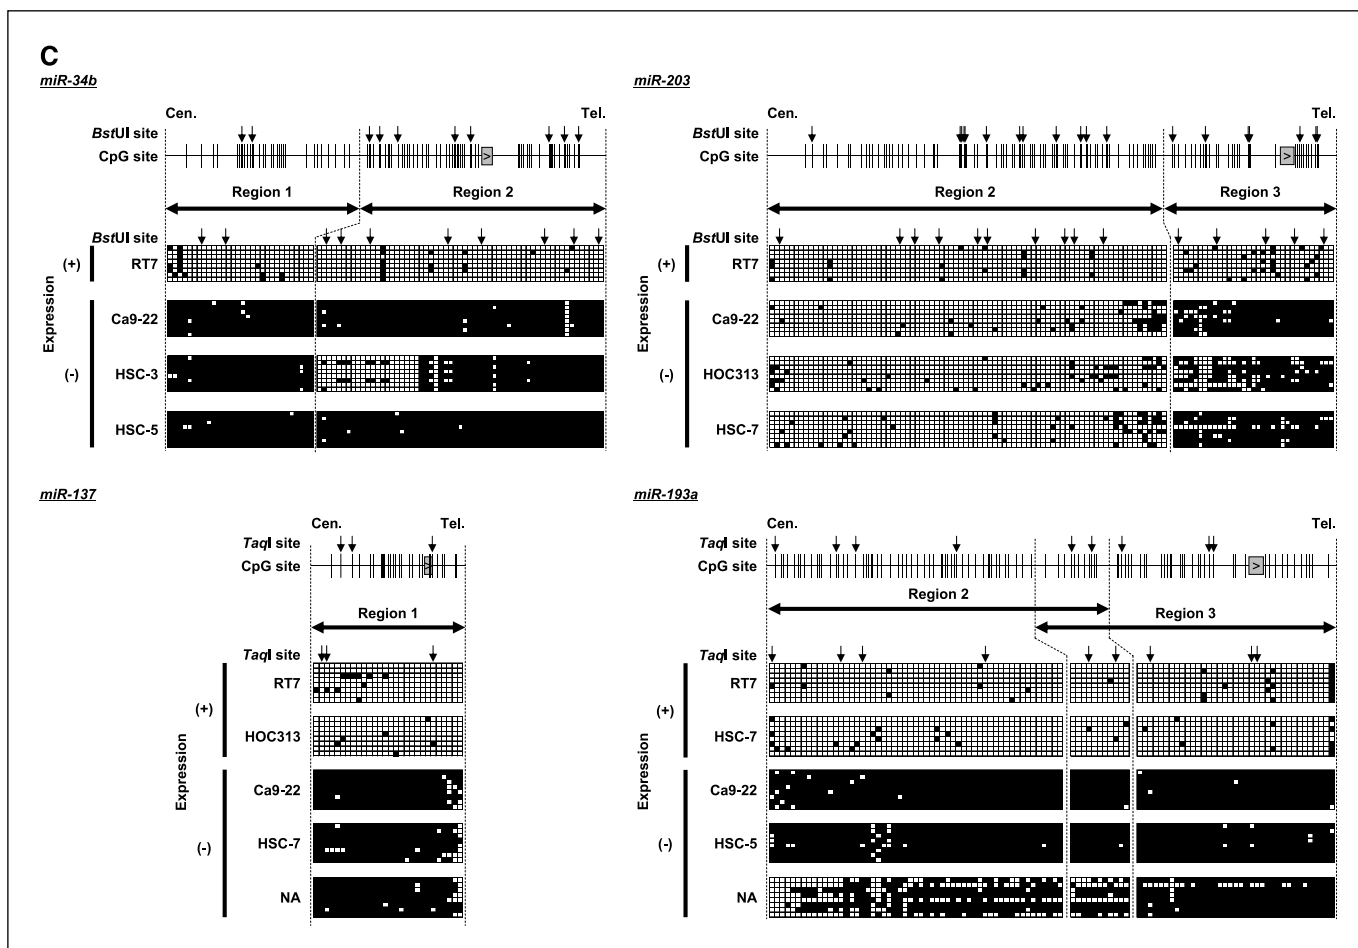 C
miR-34b
Cen.
Tel.
BstUI site
CpG site
>
Region 1
Region 2
BstUI site
(+)
RT7
Expression
Ca9-22
(-)
HSC-3
HSC-5
miR-203
Cen.
Tel.
BstUI site
CpG site
>
Region 2
Region 3
BstUI site
(+)
RT7
Expression
Ca9-22
(-)
HOC313
HSC-7
miR-137
Cen.
Tel.
TaqI site
CpG site
Region 1
TaqI site
RT7
(+)
HOC313
Expression
Ca9-22
(-)
HSC-7
NA
miR-193a
Cen.
Tel.
TaqI site
CpG site
>
Region 2
Region 3
TaqI site
RT7
(+)
HSC-7
Expression
Ca9-22
(-)
HSC-5
NA